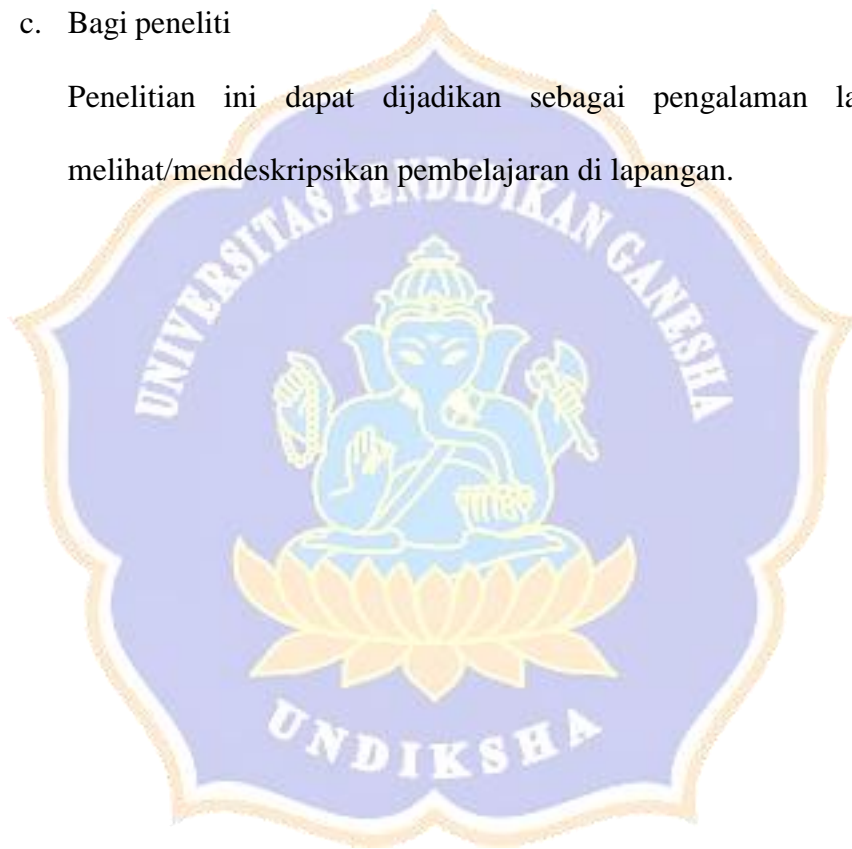 c. Bagi peneliti
Penelitian ini dapat dijadikan sebagai pengalaman
melihat/mendeskripsikan pembelajaran di lapangan.
UNIVERSITAS PENDIDIKAN GANESHA
UNDIKSHA